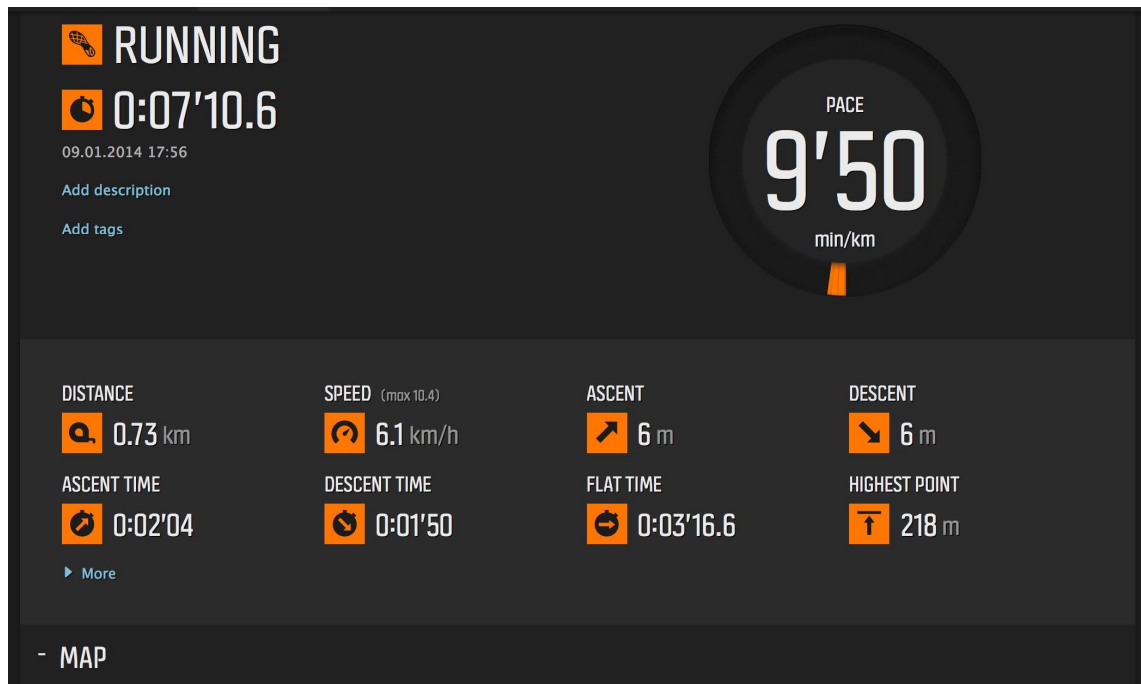 RUNNING
0:07'10.6
09.01.2014 17:56
Add description
Add tags
PACE
9'50
min/km
DISTANCE
0.73 km
SPEED (max 10.4)
6.1 km/h
ASCENT
6 m
DESCENT
6 m
ASCENT TIME
0:02'04
DESCENT TIME
0:01'50
FLAT TIME
0:03'16.6
HIGHEST POINT
218 m
More
- MAP